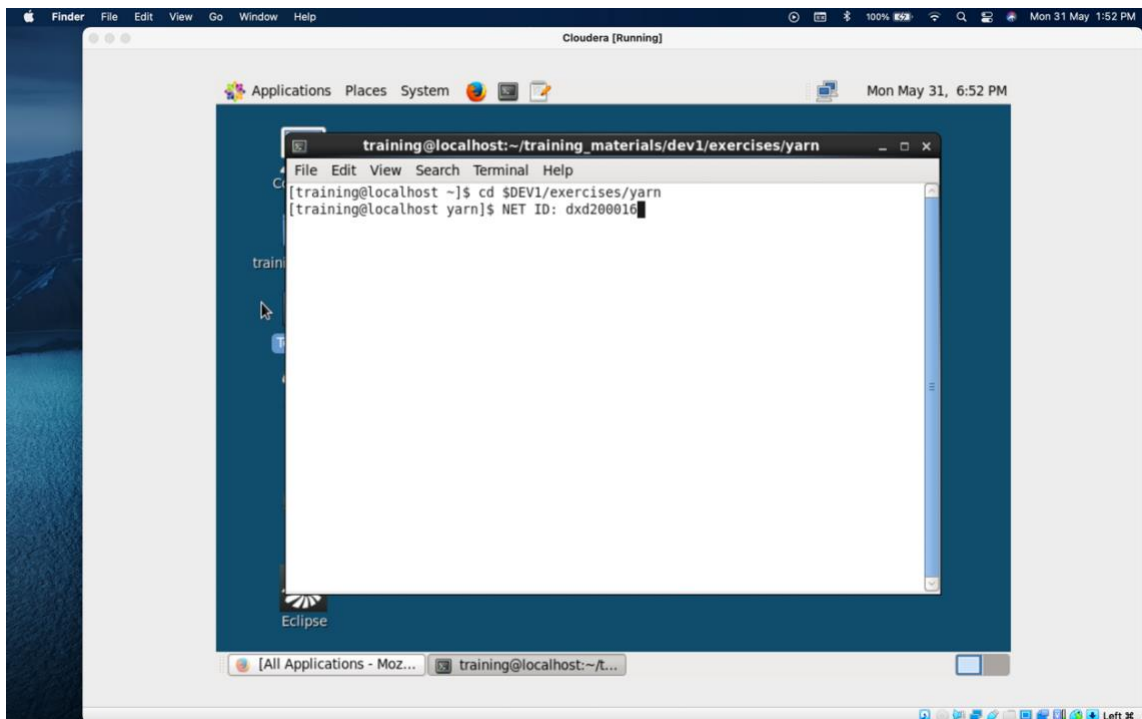 Finder File Edit View Go Window Help 100% Mon 31 May 1:52 PM
Cloudera [Running]
Applications Places System Mon May 31, 6:52 PM
training@localhost:~/training_materials/dev1/exercises/yarn
File Edit View Search Terminal Help
[training@localhost ~]$ cd $DEV1/exercises/yarn
[training@localhost yarn]$ NET ID: dxd200016
traini
Eclipse
[All Applications - Moz... training@localhost:~/t...
Left ⌘